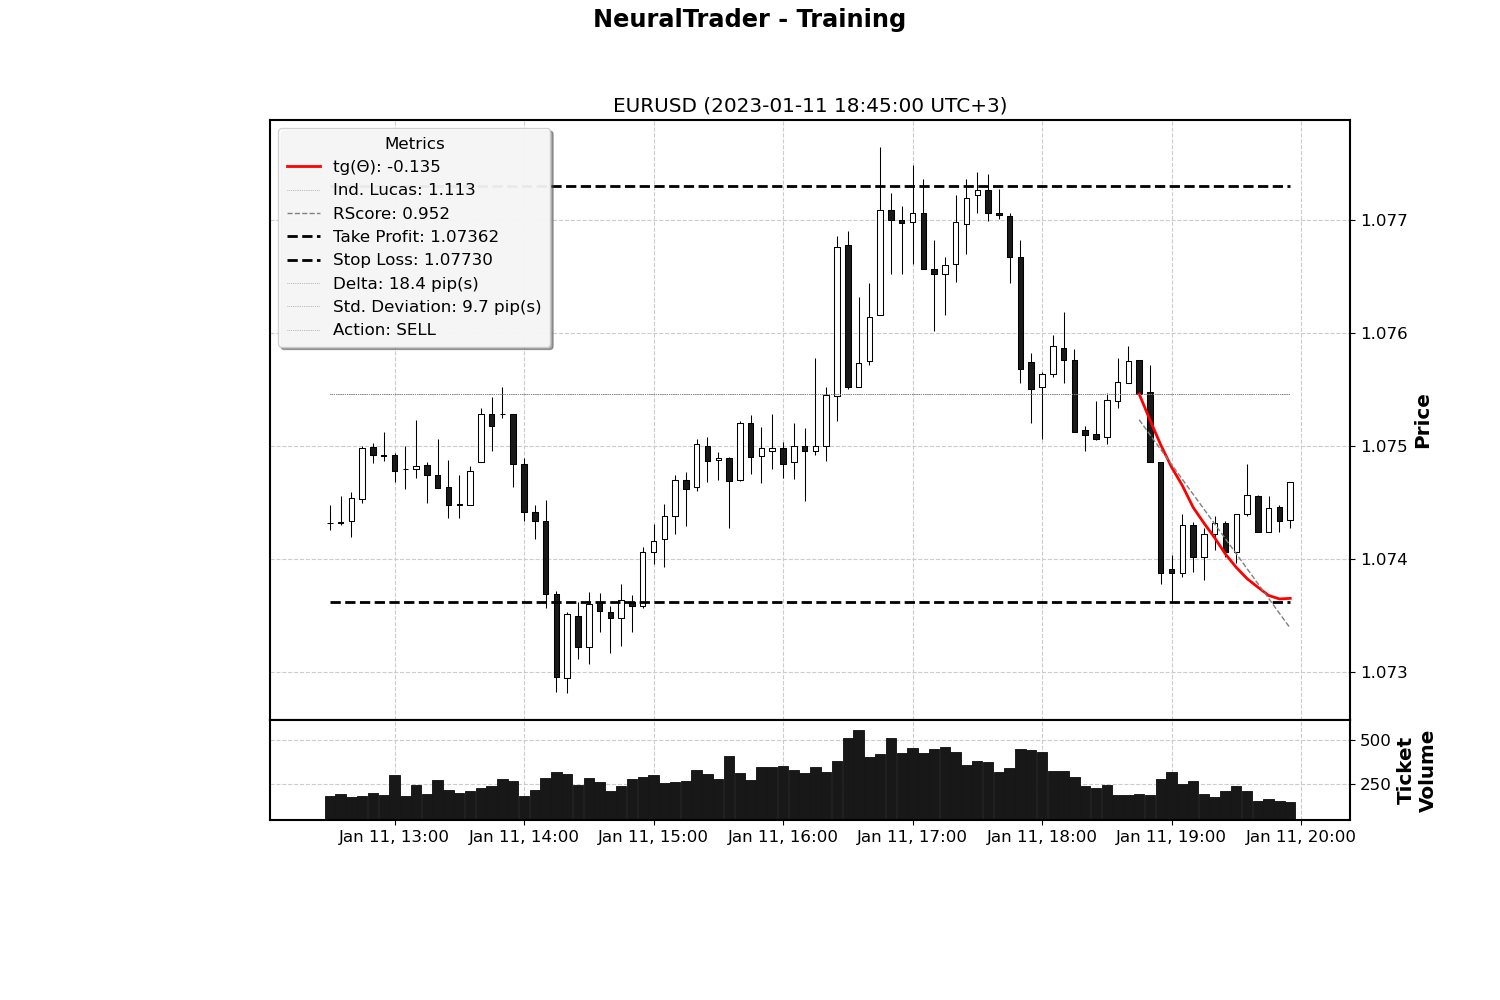 NeuralTrader - Training
EURUSD (2023-01-11 18:45:00 UTC+3)
Metrics
tg(Θ): -0.135
Ind. Lucas: 1.113
RScore: 0.952
Take Profit: 1.07362
Stop Loss: 1.07730
Delta: 18.4 pip(s)
Std. Deviation: 9.7 pip(s)
Action: SELL
1.077
1.076
1.075
1.074
1.073
Price
500
250
Ticket
Volume
Jan 11, 13:00
Jan 11, 14:00
Jan 11, 15:00
Jan 11, 16:00
Jan 11, 17:00
Jan 11, 18:00
Jan 11, 19:00
Jan 11, 20:00